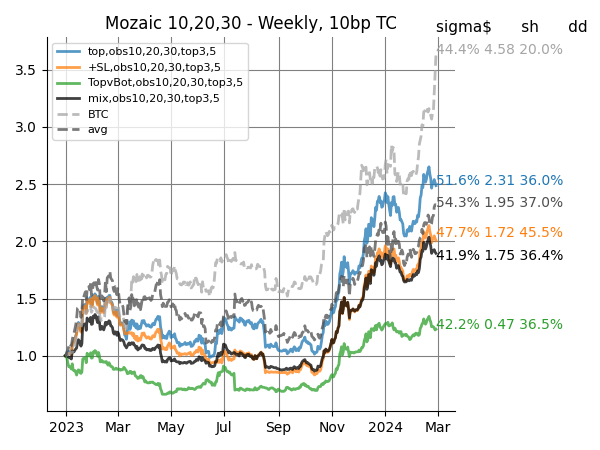 Mozaic 10,20,30 - Weekly, 10bp TC
sigma$ sh dd
44.4% 4.58 20.0%
top,obs10,20,30,top3,5
+SL,obs10,20,30,top3,5
TopvBot,obs10,20,30,top3,5
mix,obs10,20,30,top3,5
BTC
avg
51.6% 2.31 36.0%
54.3% 1.95 37.0%
47.7% 1.72 45.5%
41.9% 1.75 36.4%
42.2% 0.47 36.5%
3.5
3.0
2.5
2.0
1.5
1.0
2023 Mar May Jul Sep Nov 2024 Mar